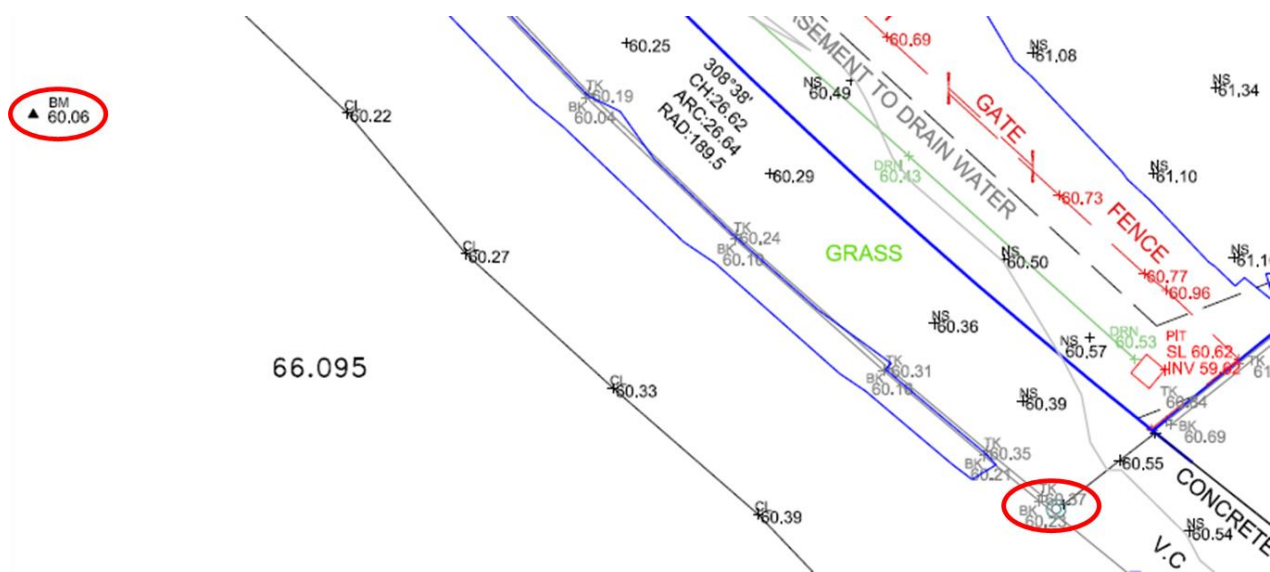 BM
60.06
CL
60.22
CL
60.27
66.095
CL
60.33
CL
60.39
60.25
TK
60.19
BK
60.04
308°38'
CH:26.62
ARC:26.64
RAD:189.5
60.29
TK
60.24
BK
60.10
GRASS
NS
60.36
TK
60.31
BK
60.16
NS
60.39
TK
60.35
BK
60.21
TK
60.37
BK
60.23
NS
60.49
EASEMENT TO DRAIN WATER
DRN
60.43
60.69
GATE
FENCE
60.73
60.77
60.96
NS
61.08
NS
61.34
NS
61.10
NS
NS
60.50
NS
60.57
DRN
60.53
PIT
SL 60.62
INV 59.62
TK
TK
BK
60.69
60.55
CONCRETE
NS
60.54
V.C